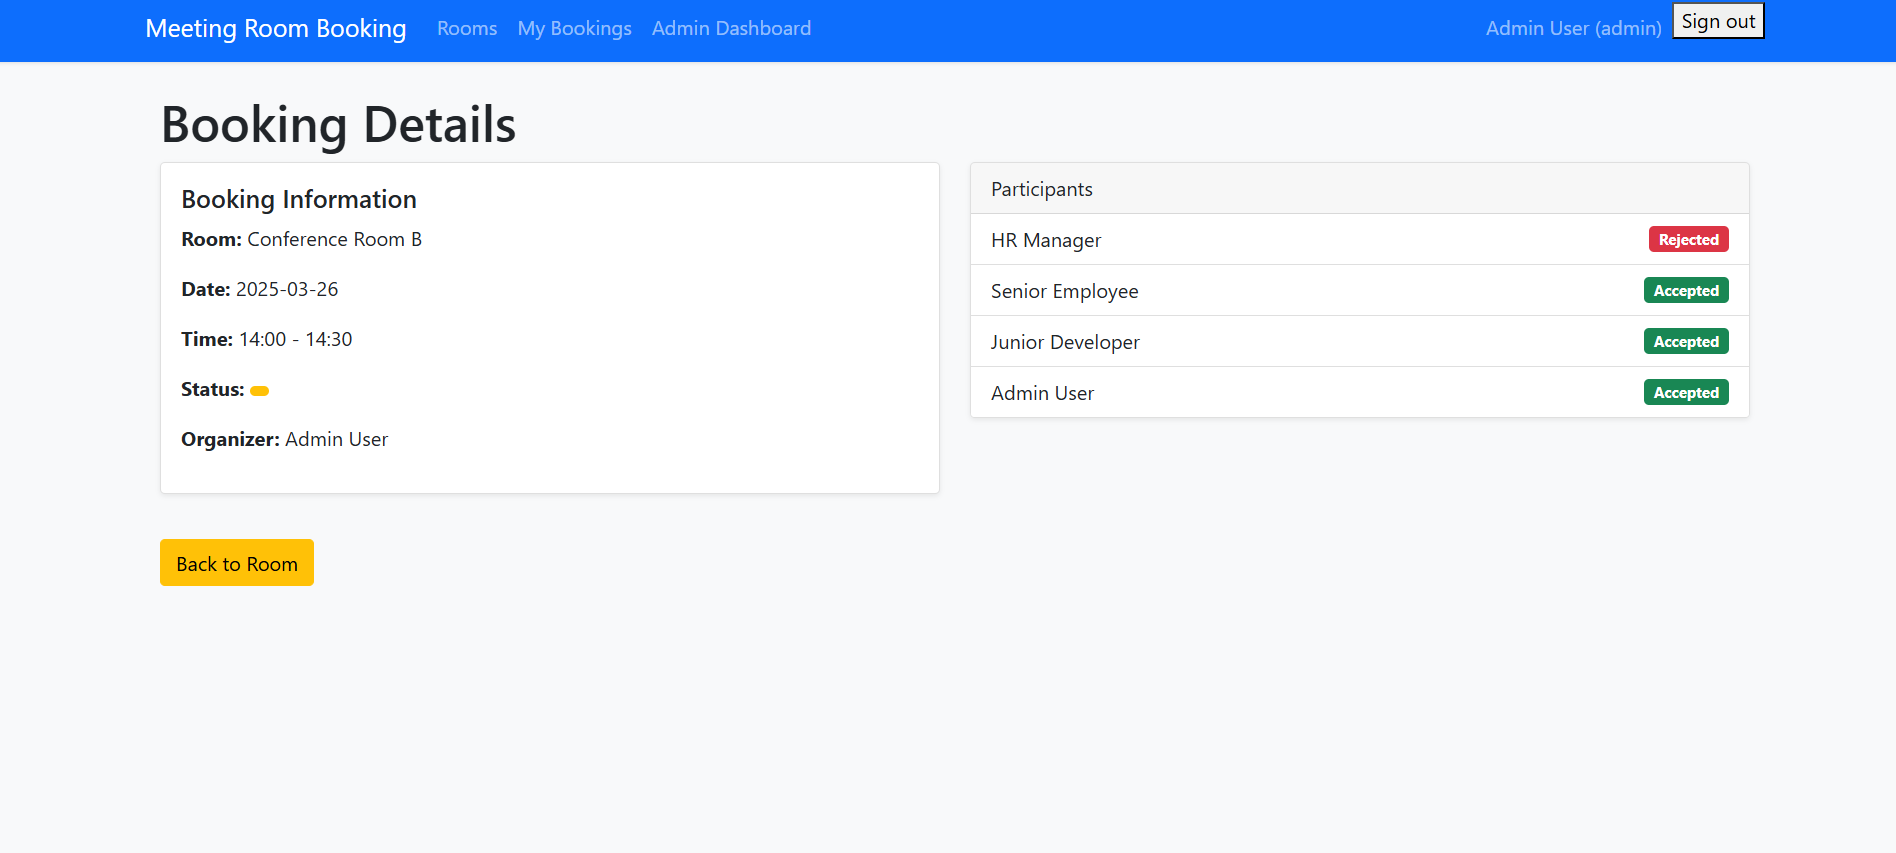 Meeting Room Booking Rooms My Bookings Admin Dashboard Admin User (admin) Sign out
Booking Details
Booking Information
Room: Conference Room B
Date: 2025-03-26
Time: 14:00 - 14:30
Status:
Organizer: Admin User
Participants
HR Manager Rejected
Senior Employee Accepted
Junior Developer Accepted
Admin User Accepted
Back to Room